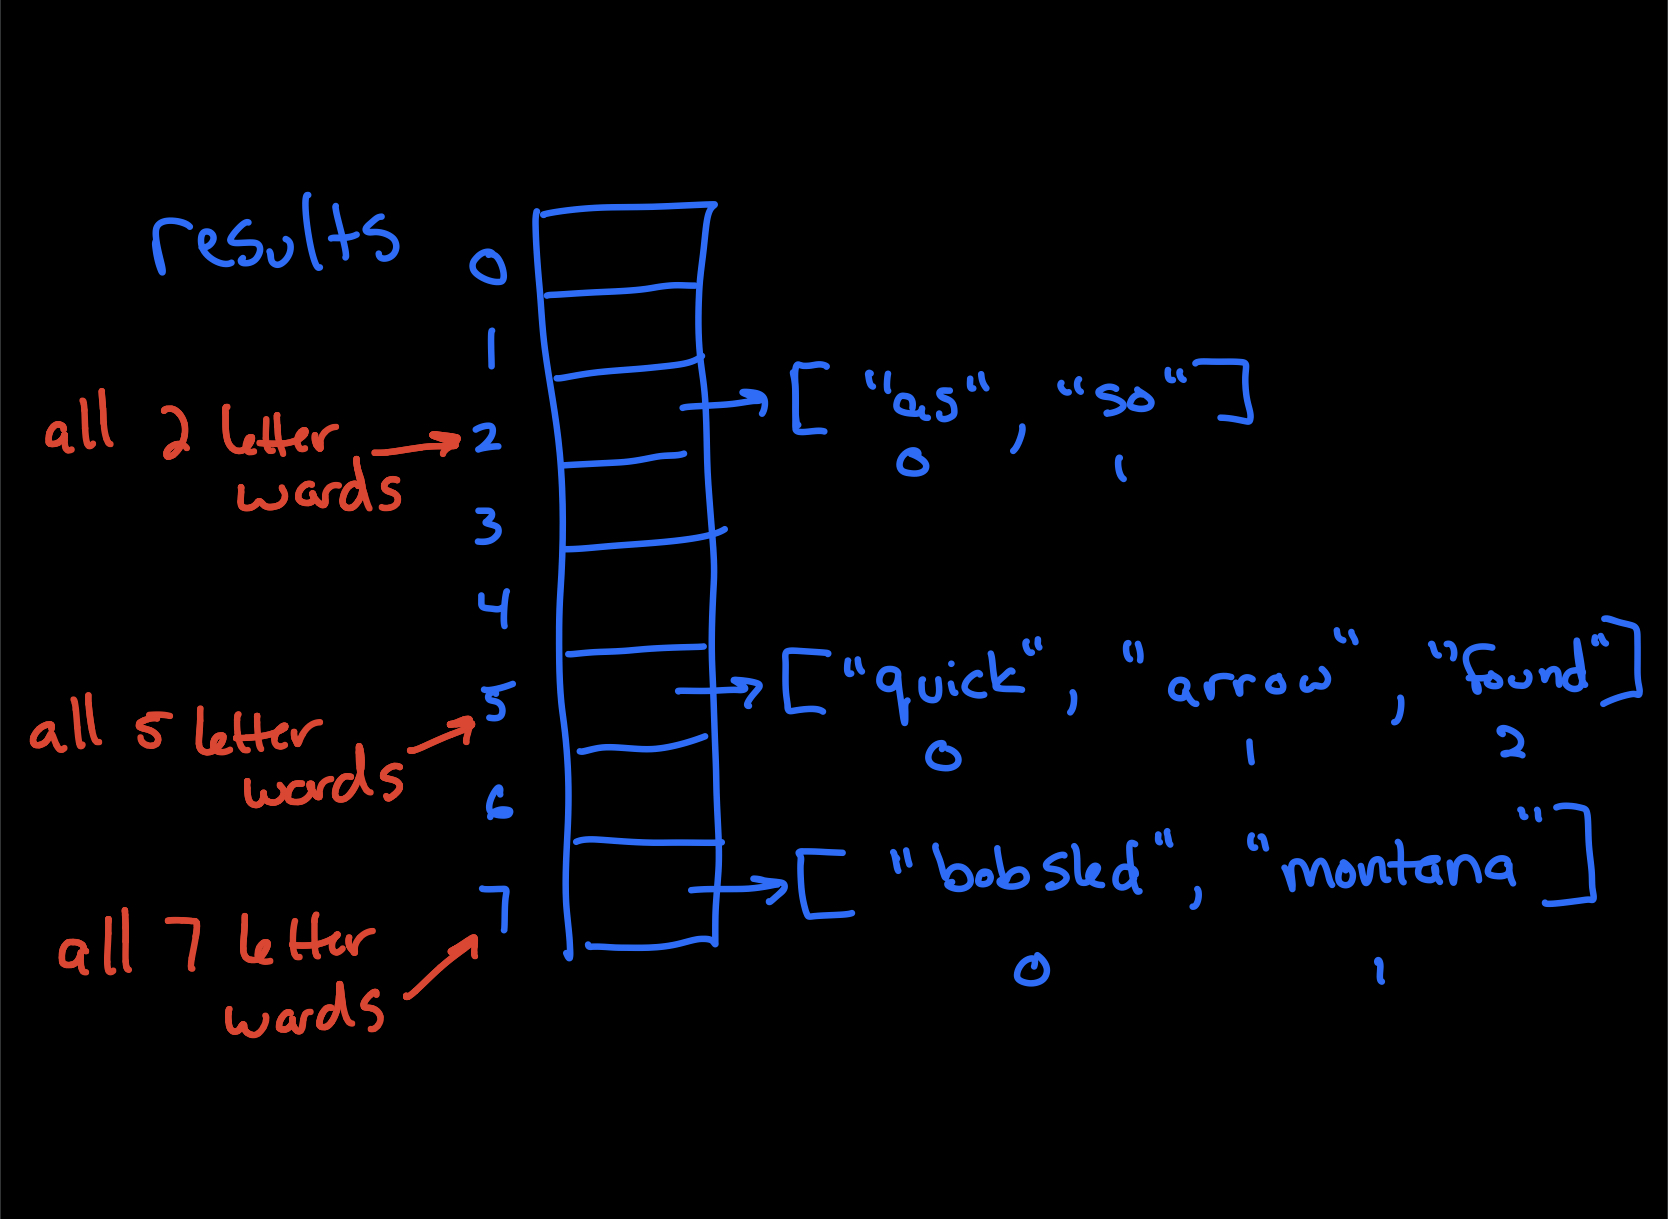 results
0
1
all 2 letter words
2
["as", "so"]
0 1
3
4
all 5 letter words
5
["quick", "arrow", "found"]
0 1 2
6
all 7 letter words
7
["bobsled", "montana"]
0 1